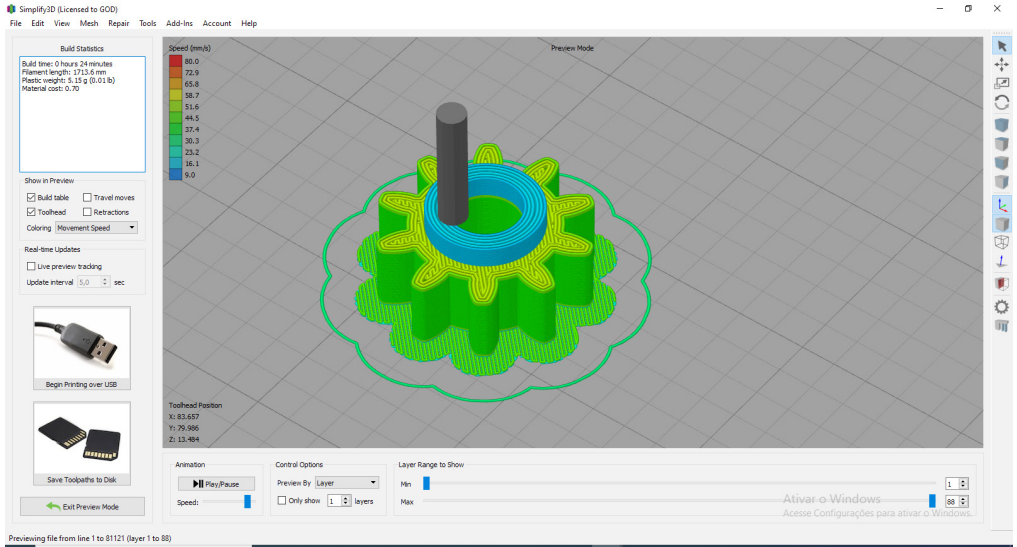 Simplify3D (Licensed to GOD)
File Edit View Mesh Repair Tools Add-Ins Account Help
Build Statistics
Build time: 0 hours 24 minutes
Filament length: 1713.6 mm
Plastic weight: 5.15 g (0.01 lb)
Material cost: 0.70
Show in Preview
Build table Travel moves
Toolhead Retractions
Coloring Movement Speed
Real-time Updates
Live preview tracking
Update interval 5,0 sec
Begin Printing over USB
Save Toolpaths to Disk
Exit Preview Mode
Speed (mm/s)
80.0
72.9
65.8
58.7
51.6
44.5
37.4
30.3
23.2
16.1
9.0
Preview Mode
Toolhead Position
X: 83.657
Y: 79.986
Z: 13.484
Animation
Play/Pause
Speed:
Control Options
Preview By Layer
Only show 1 layers
Layer Range to Show
Min 1
Max 88
Ativar o Windows
Acesse Configurações para ativar o Windows.
Previewing file from line 1 to 81121 (layer 1 to 88)